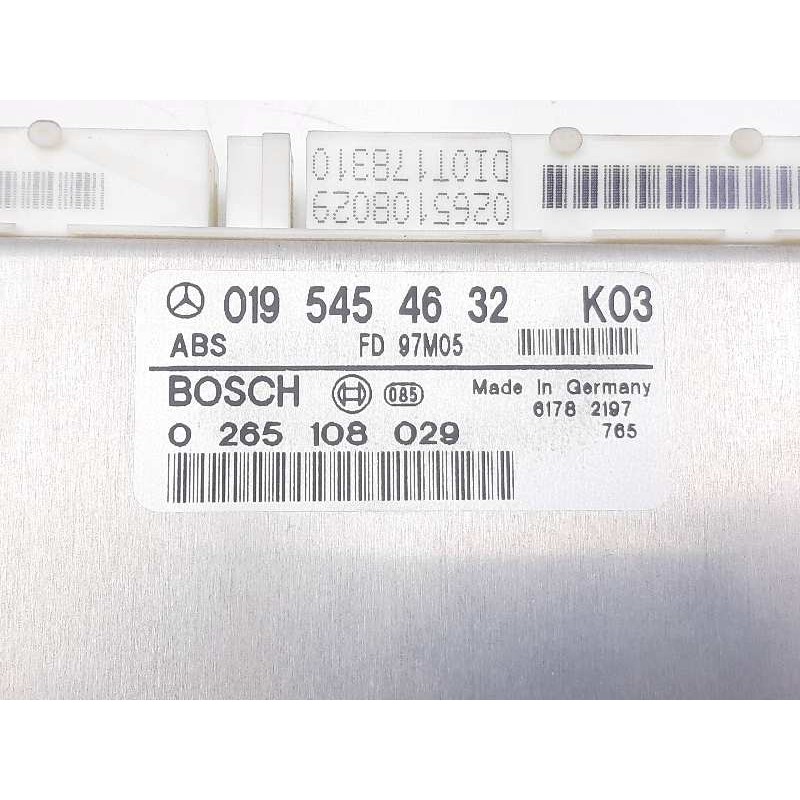 DIOT178310
0265108029
019 545 46 32 K03
ABS FD 97M05
BOSCH 085 Made In Germany
6178 2197
0 265 108 029 765